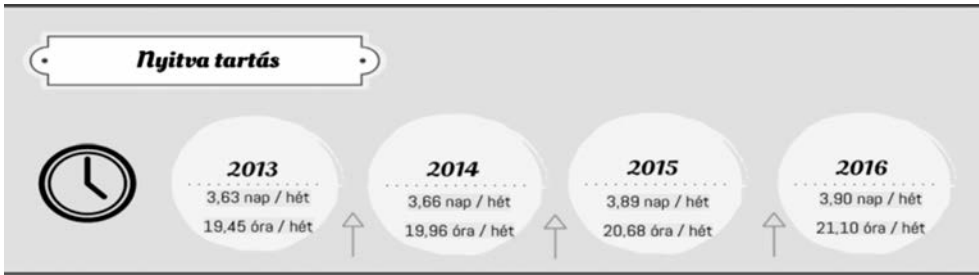 Nyitva tartás
2013
3,63 nap / hét
19,45 óra / hét
2014
3,66 nap / hét
19,96 óra / hét
2015
3,89 nap / hét
20,68 óra / hét
2016
3,90 nap / hét
21,10 óra / hét